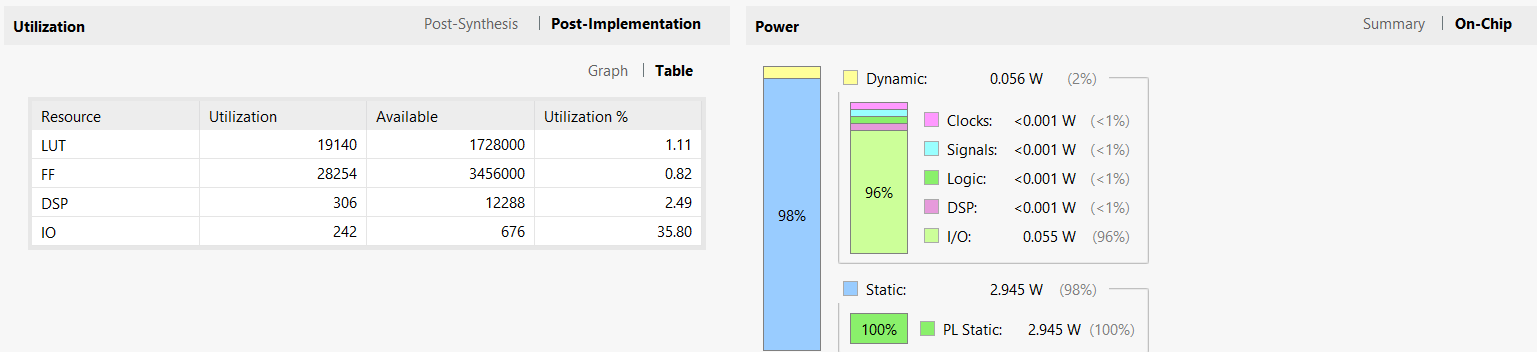 Utilization Post-Synthesis | Post-Implementation
Graph | Table
Resource Utilization Available Utilization %
LUT 19140 1728000 1.11
FF 28254 3456000 0.82
DSP 306 12288 2.49
IO 242 676 35.80
Power Summary | On-Chip
Dynamic: 0.056 W (2%)
Clocks: <0.001 W (<1%)
Signals: <0.001 W (<1%)
Logic: <0.001 W (<1%)
96%
DSP: <0.001 W (<1%)
98%
I/O: 0.055 W (96%)
Static: 2.945 W (98%)
100% PL Static: 2.945 W (100%)